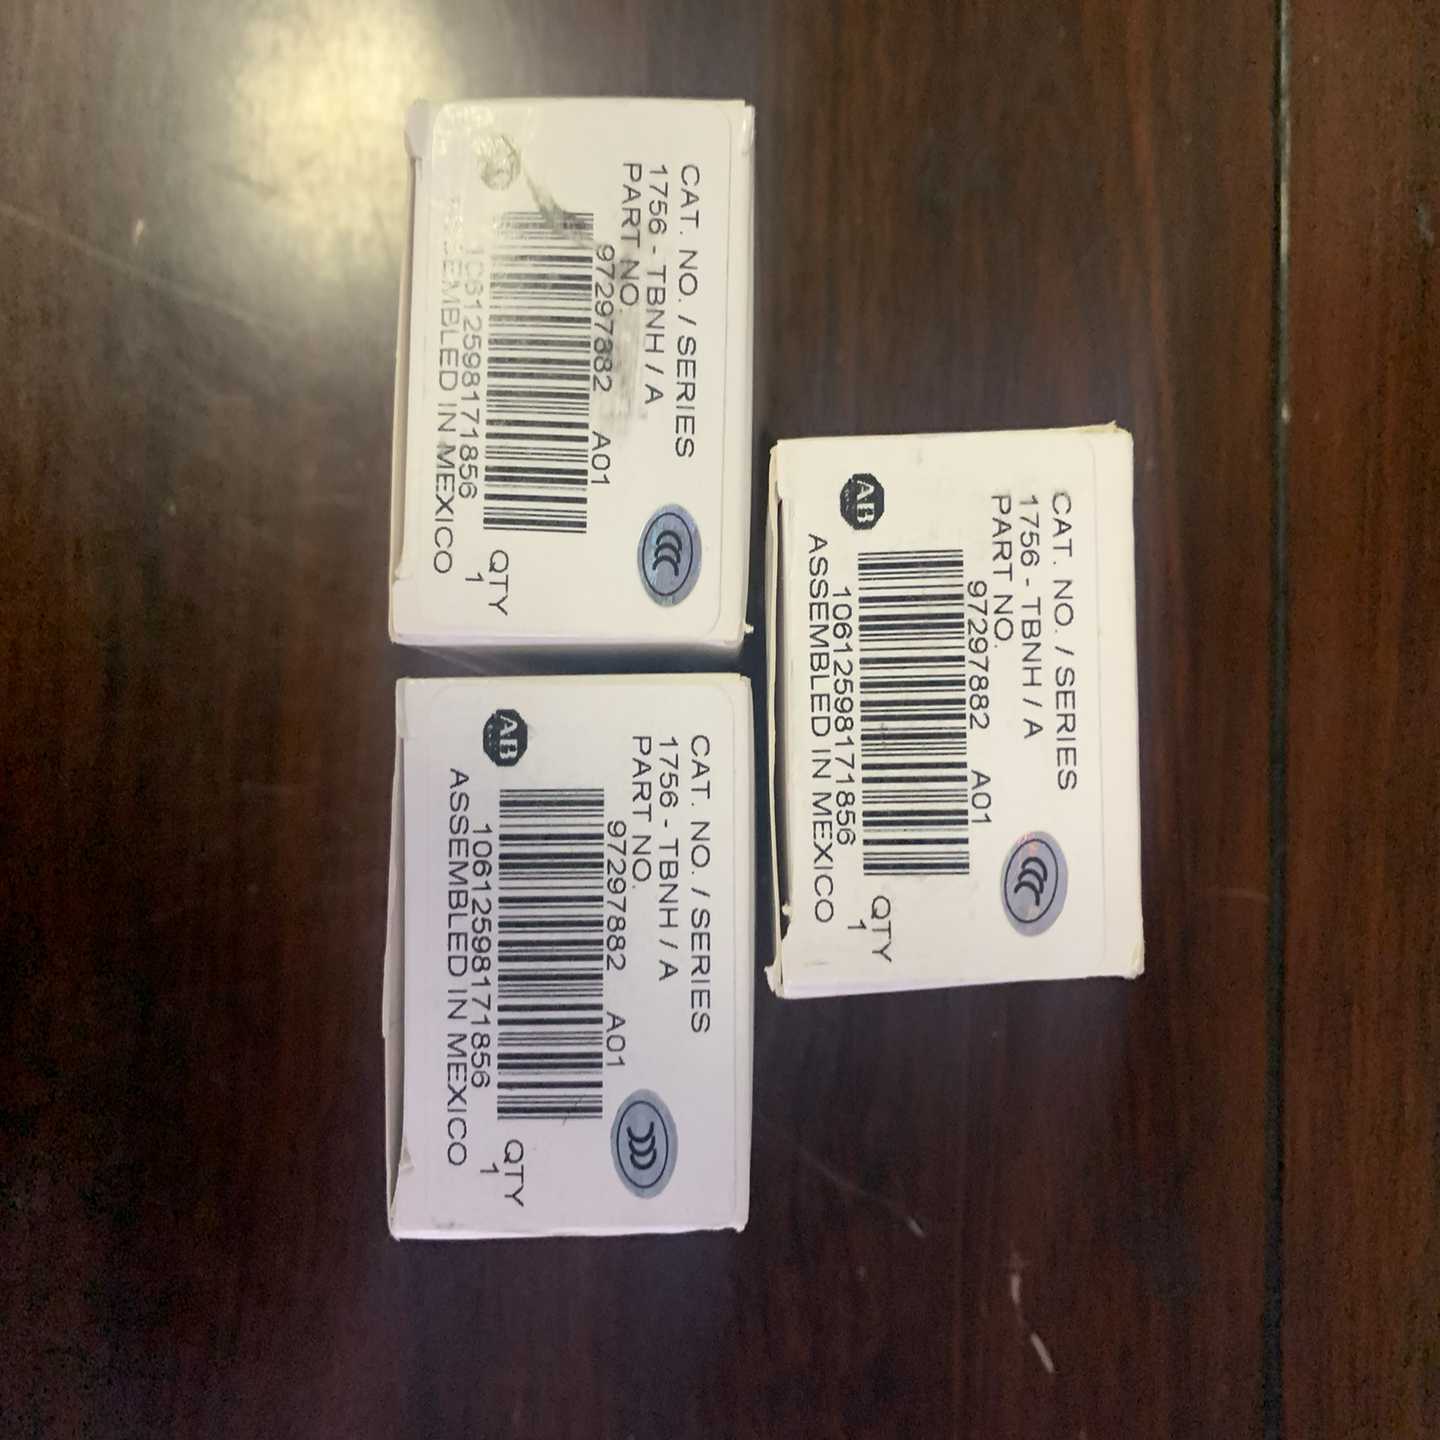 CAT. NO. / SERIES
1756 - TBNH / A
PART NO.
97297882 A01
QTY
1
10612598171856
ASSEMBLED IN MEXICO
CAT. NO. / SERIES
1756 - TBNH / A
PART NO.
97297882 A01
AB
QTY
1
10612598171856
ASSEMBLED IN MEXICO
CAT. NO. / SERIES
1756 - TBNH / A
PART NO.
97297882 A01
AB
QTY
1
10612598171856
ASSEMBLED IN MEXICO